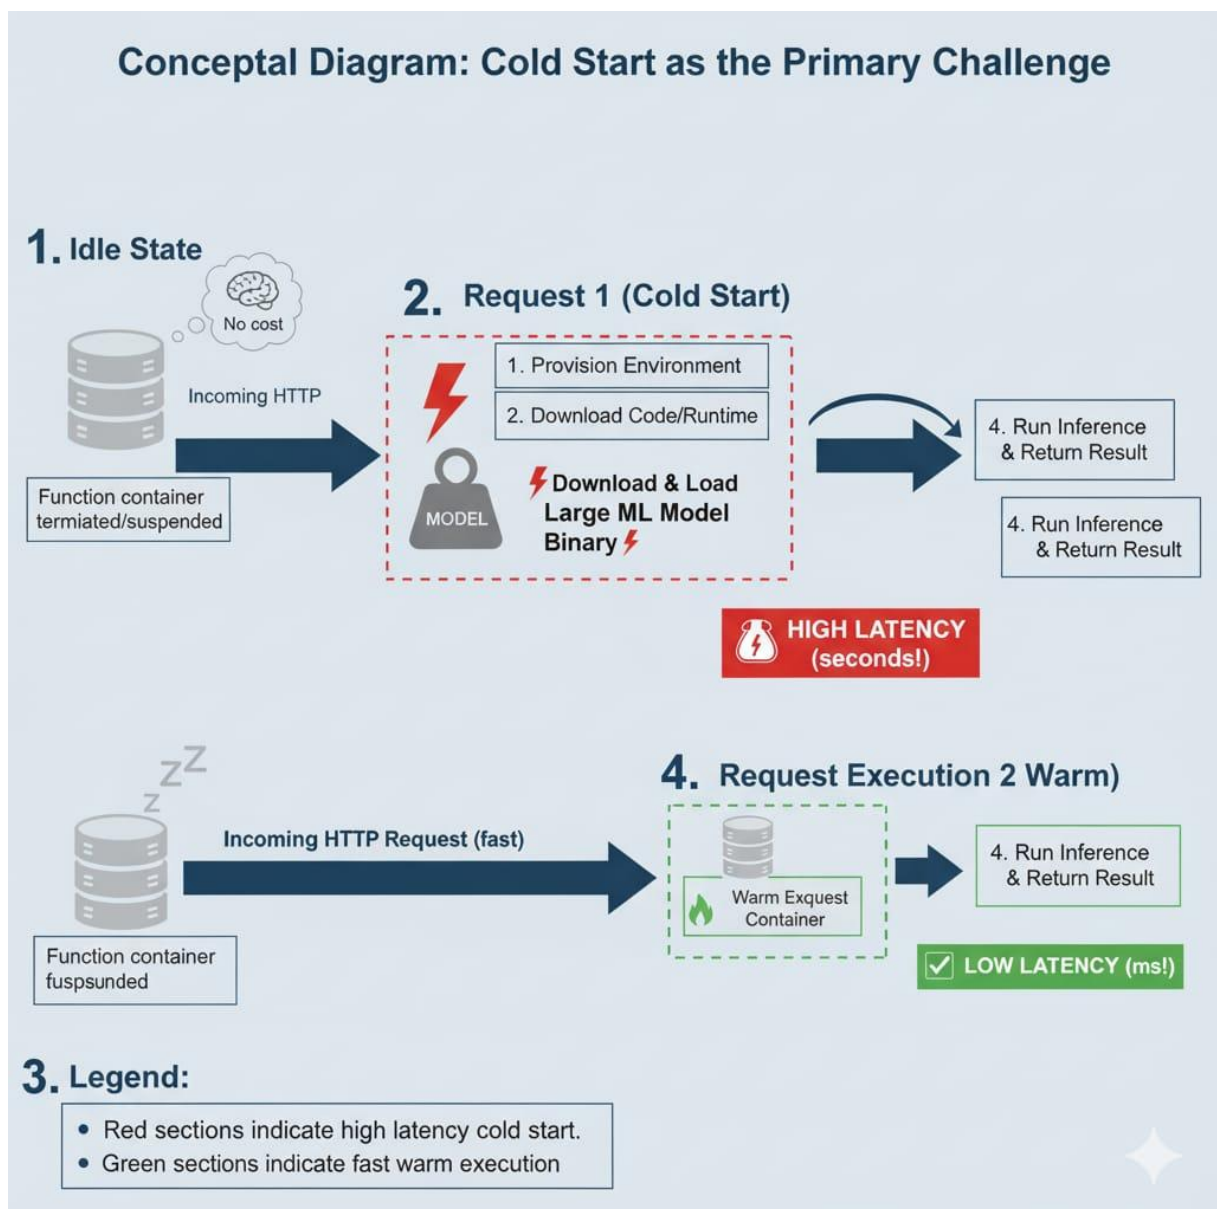 Conceptal Diagram: Cold Start as the Primary Challenge
1. Idle State
No cost
Incoming HTTP
Function container
termiated/suspended
2. Request 1 (Cold Start)
1. Provision Environment
2. Download Code/Runtime
MODEL
Download & Load
Large ML Model
Binary
4. Run Inference
& Return Result
4. Run Inference
& Return Result
HIGH LATENCY
(seconds!)
z Z Z
Function container
fuspsunded
Incoming HTTP Request (fast)
4. Request Execution 2 Warm)
Warm Exquest
Container
4. Run Inference
& Return Result
LOW LATENCY (ms!)
3. Legend:
• Red sections indicate high latency cold start.
• Green sections indicate fast warm execution